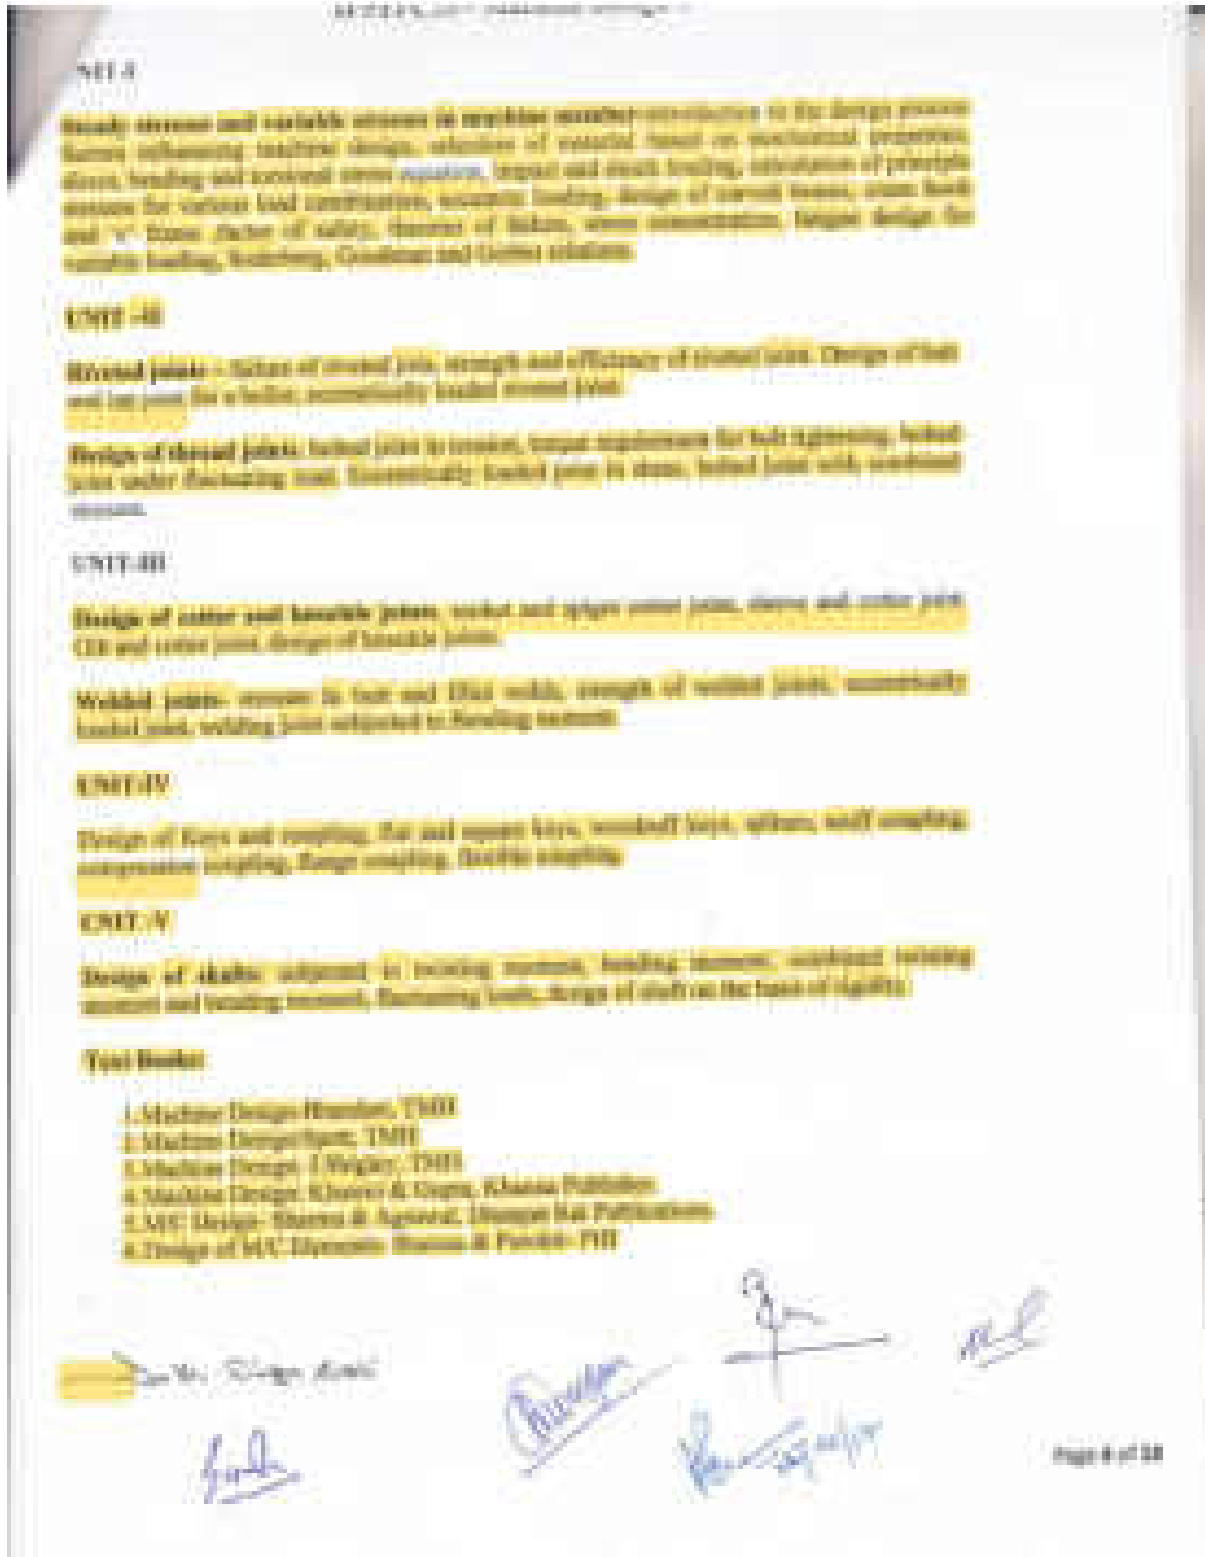 UNIT-I
Steady stresses and variable stresses in machine member-introduction to the design process
factors influencing machine design, selection of material based on mechanical properties,
direct, bending and torsional stress equation, impact and shock loading, calculation of principle
stresses for various load combination, eccentric loading, design of curved beams, crane hook
and 'c' frame factor of safety, theories of failure, stress concentration, fatigue design for
variable loading, Soderberg, Goodman and Gerber relations.
UNIT -II
Riveted joints - failure of riveted joint, strength and efficiency of riveted joint. Design of butt
and lap joint for a boiler, eccentrically loaded riveted joint.
Design of thread joints, bolted joint in tension, torque requirement for bolt tightening, bolted
joint under fluctuating load, Eccentrically loaded joint in shear, bolted joint with combined
stresses.
UNIT-III
Design of cotter and knuckle joints, socket and spigot cotter joint, sleeve and cotter joint
GIB and cotter joint, design of knuckle joints.
Welded joints- stresses in butt and fillet welds, strength of welded joints, eccentrically
loaded joint, welding joint subjected to Bending moment
UNIT-IV
Design of Keys and coupling, flat and square keys, woodruff keys, splines, muff coupling,
compression coupling, flange coupling, flexible coupling
UNIT-V
Design of shafts: subjected to twisting moment, bending moment, combined twisting
moment and bending moment, fluctuating loads, design of shaft on the basis of rigidity.
Text Books:
1.Machine Design-Bhandari, TMH
2.Machine Design-Spott, TMH
3.Machine Design- J.Shigley, TMH
4.Machine Design, Khurmi & Gupta, Khanna Publisher
5.M/C Design- Sharma & Agrawal, Dhanpat Rai Publications
6.Design of M/C Elements- Sharma & Purohit- PHI
Page 4 of 18